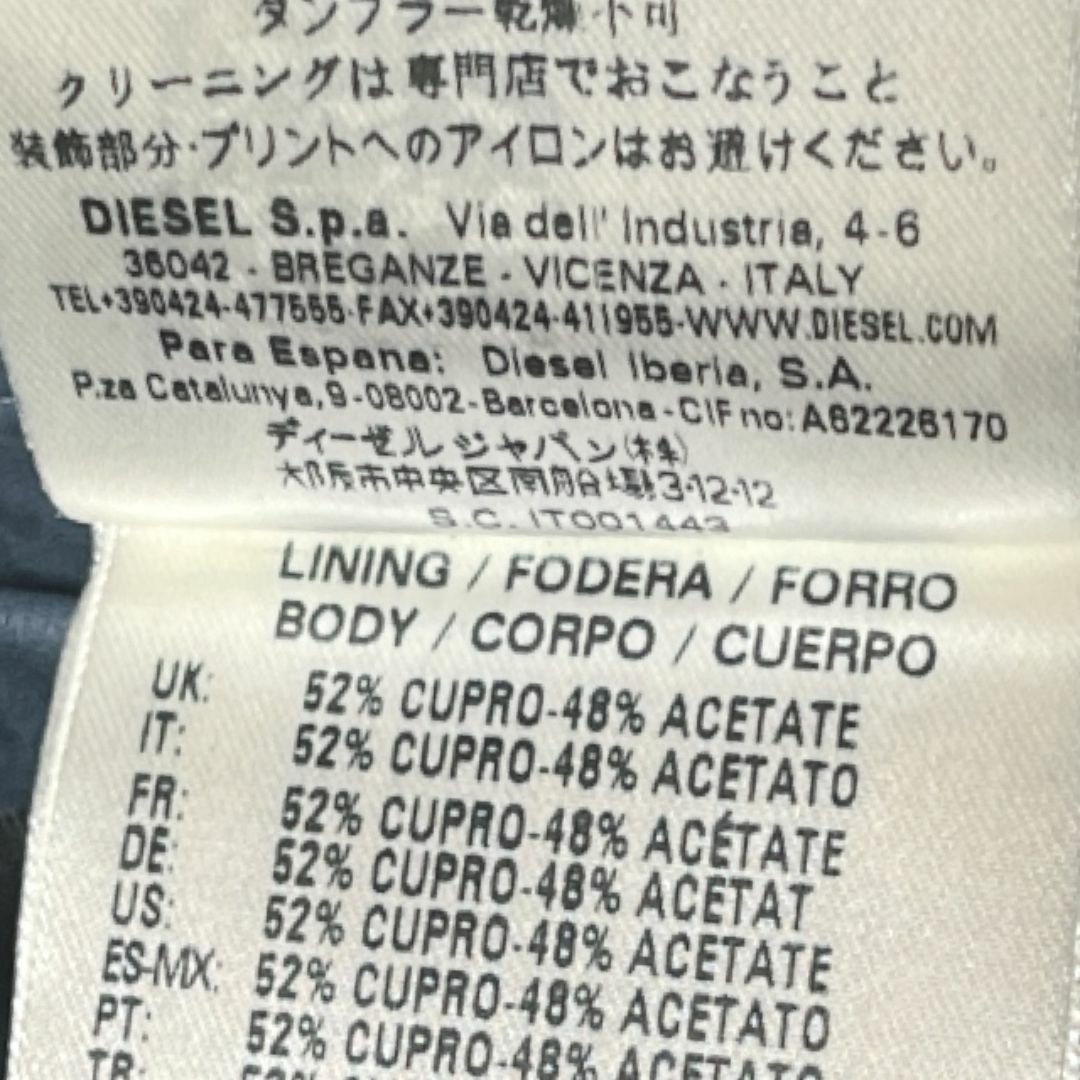 タンブラー乾燥不可
クリーニングは専門店でおこなうこと
装飾部分・プリントへのアイロンはお避けください。
DIESEL S.p.a. Via dell' Industria, 4-6
36042 - BREGANZE - VICENZA - ITALY
TEL+390424-477555-FAX+390424-411955-WWW.DIESEL.COM
Para Espana: Diesel Iberia, S.A.
P.za Catalunya,9-08002-Barcelona-CIF no:A62226170
ディーゼル ジャパン(株)
大阪市中央区南船場3-12-12
S.C. IT001443
LINING / FODERA / FORRO
BODY / CORPO / CUERPO
UK: 52% CUPRO-48% ACETATE
IT: 52% CUPRO-48% ACETATO
FR: 52% CUPRO-48% ACÉTATE
DE: 52% CUPRO-48% ACETAT
US: 52% CUPRO-48% ACETATE
ES-MX: 52% CUPRO-48% ACETATO
PT: 52% CUPRO-48% ACETATO
TR: